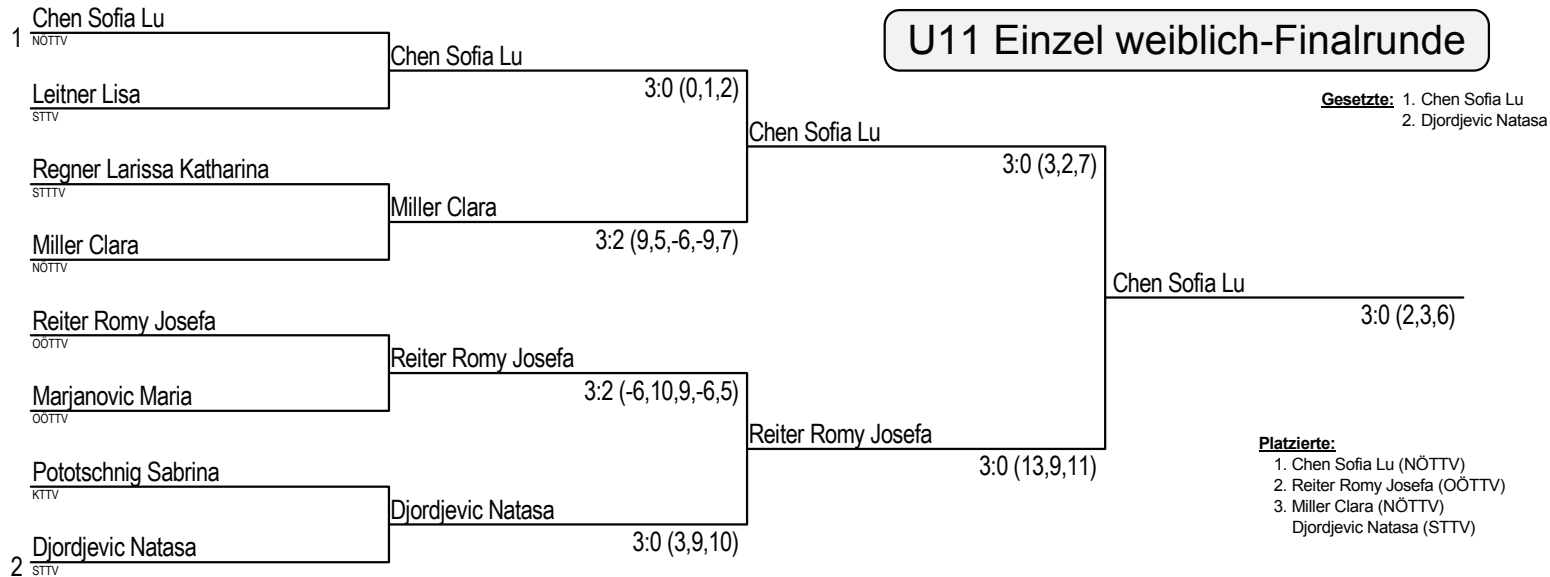 U11 Einzel weiblich-Finalrunde
Gesetzte: 1. Chen Sofia Lu
2. Djordjevic Natasa
1 Chen Sofia Lu
NÖTTV
Leitner Lisa
STTV
Regner Larissa Katharina
STTTV
Miller Clara
NÖTTV
Reiter Romy Josefa
OÖTTV
Marjanovic Maria
OÖTTV
Pototschnig Sabrina
KTTV
Djordjevic Natasa
2 STTV
Chen Sofia Lu
3:0 (0,1,2)
Miller Clara
3:2 (9,5,-6,-9,7)
Reiter Romy Josefa
3:2 (-6,10,9,-6,5)
Djordjevic Natasa
3:0 (3,9,10)
Chen Sofia Lu
3:0 (3,2,7)
Reiter Romy Josefa
3:0 (13,9,11)
Chen Sofia Lu
3:0 (2,3,6)
Platzierte:
1. Chen Sofia Lu (NÖTTV)
2. Reiter Romy Josefa (OÖTTV)
3. Miller Clara (NÖTTV)
Djordjevic Natasa (STTV)